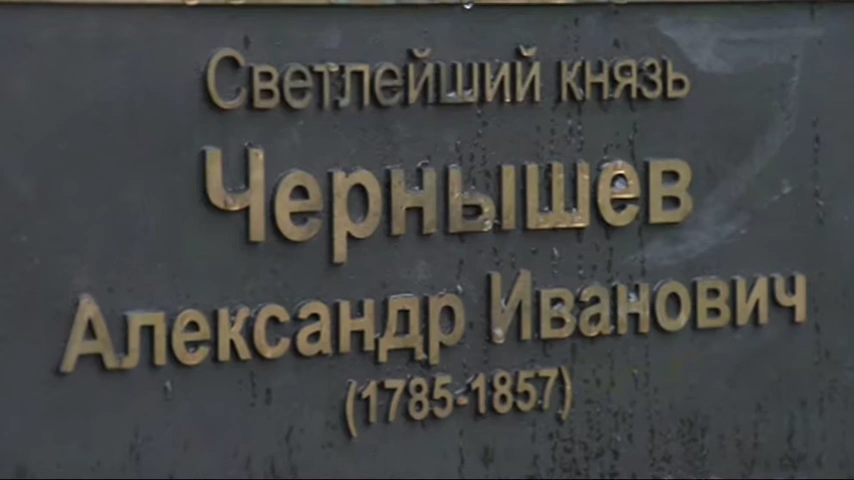 Светлейший князь
Чернышев
Александр Иванович
(1785-1857)